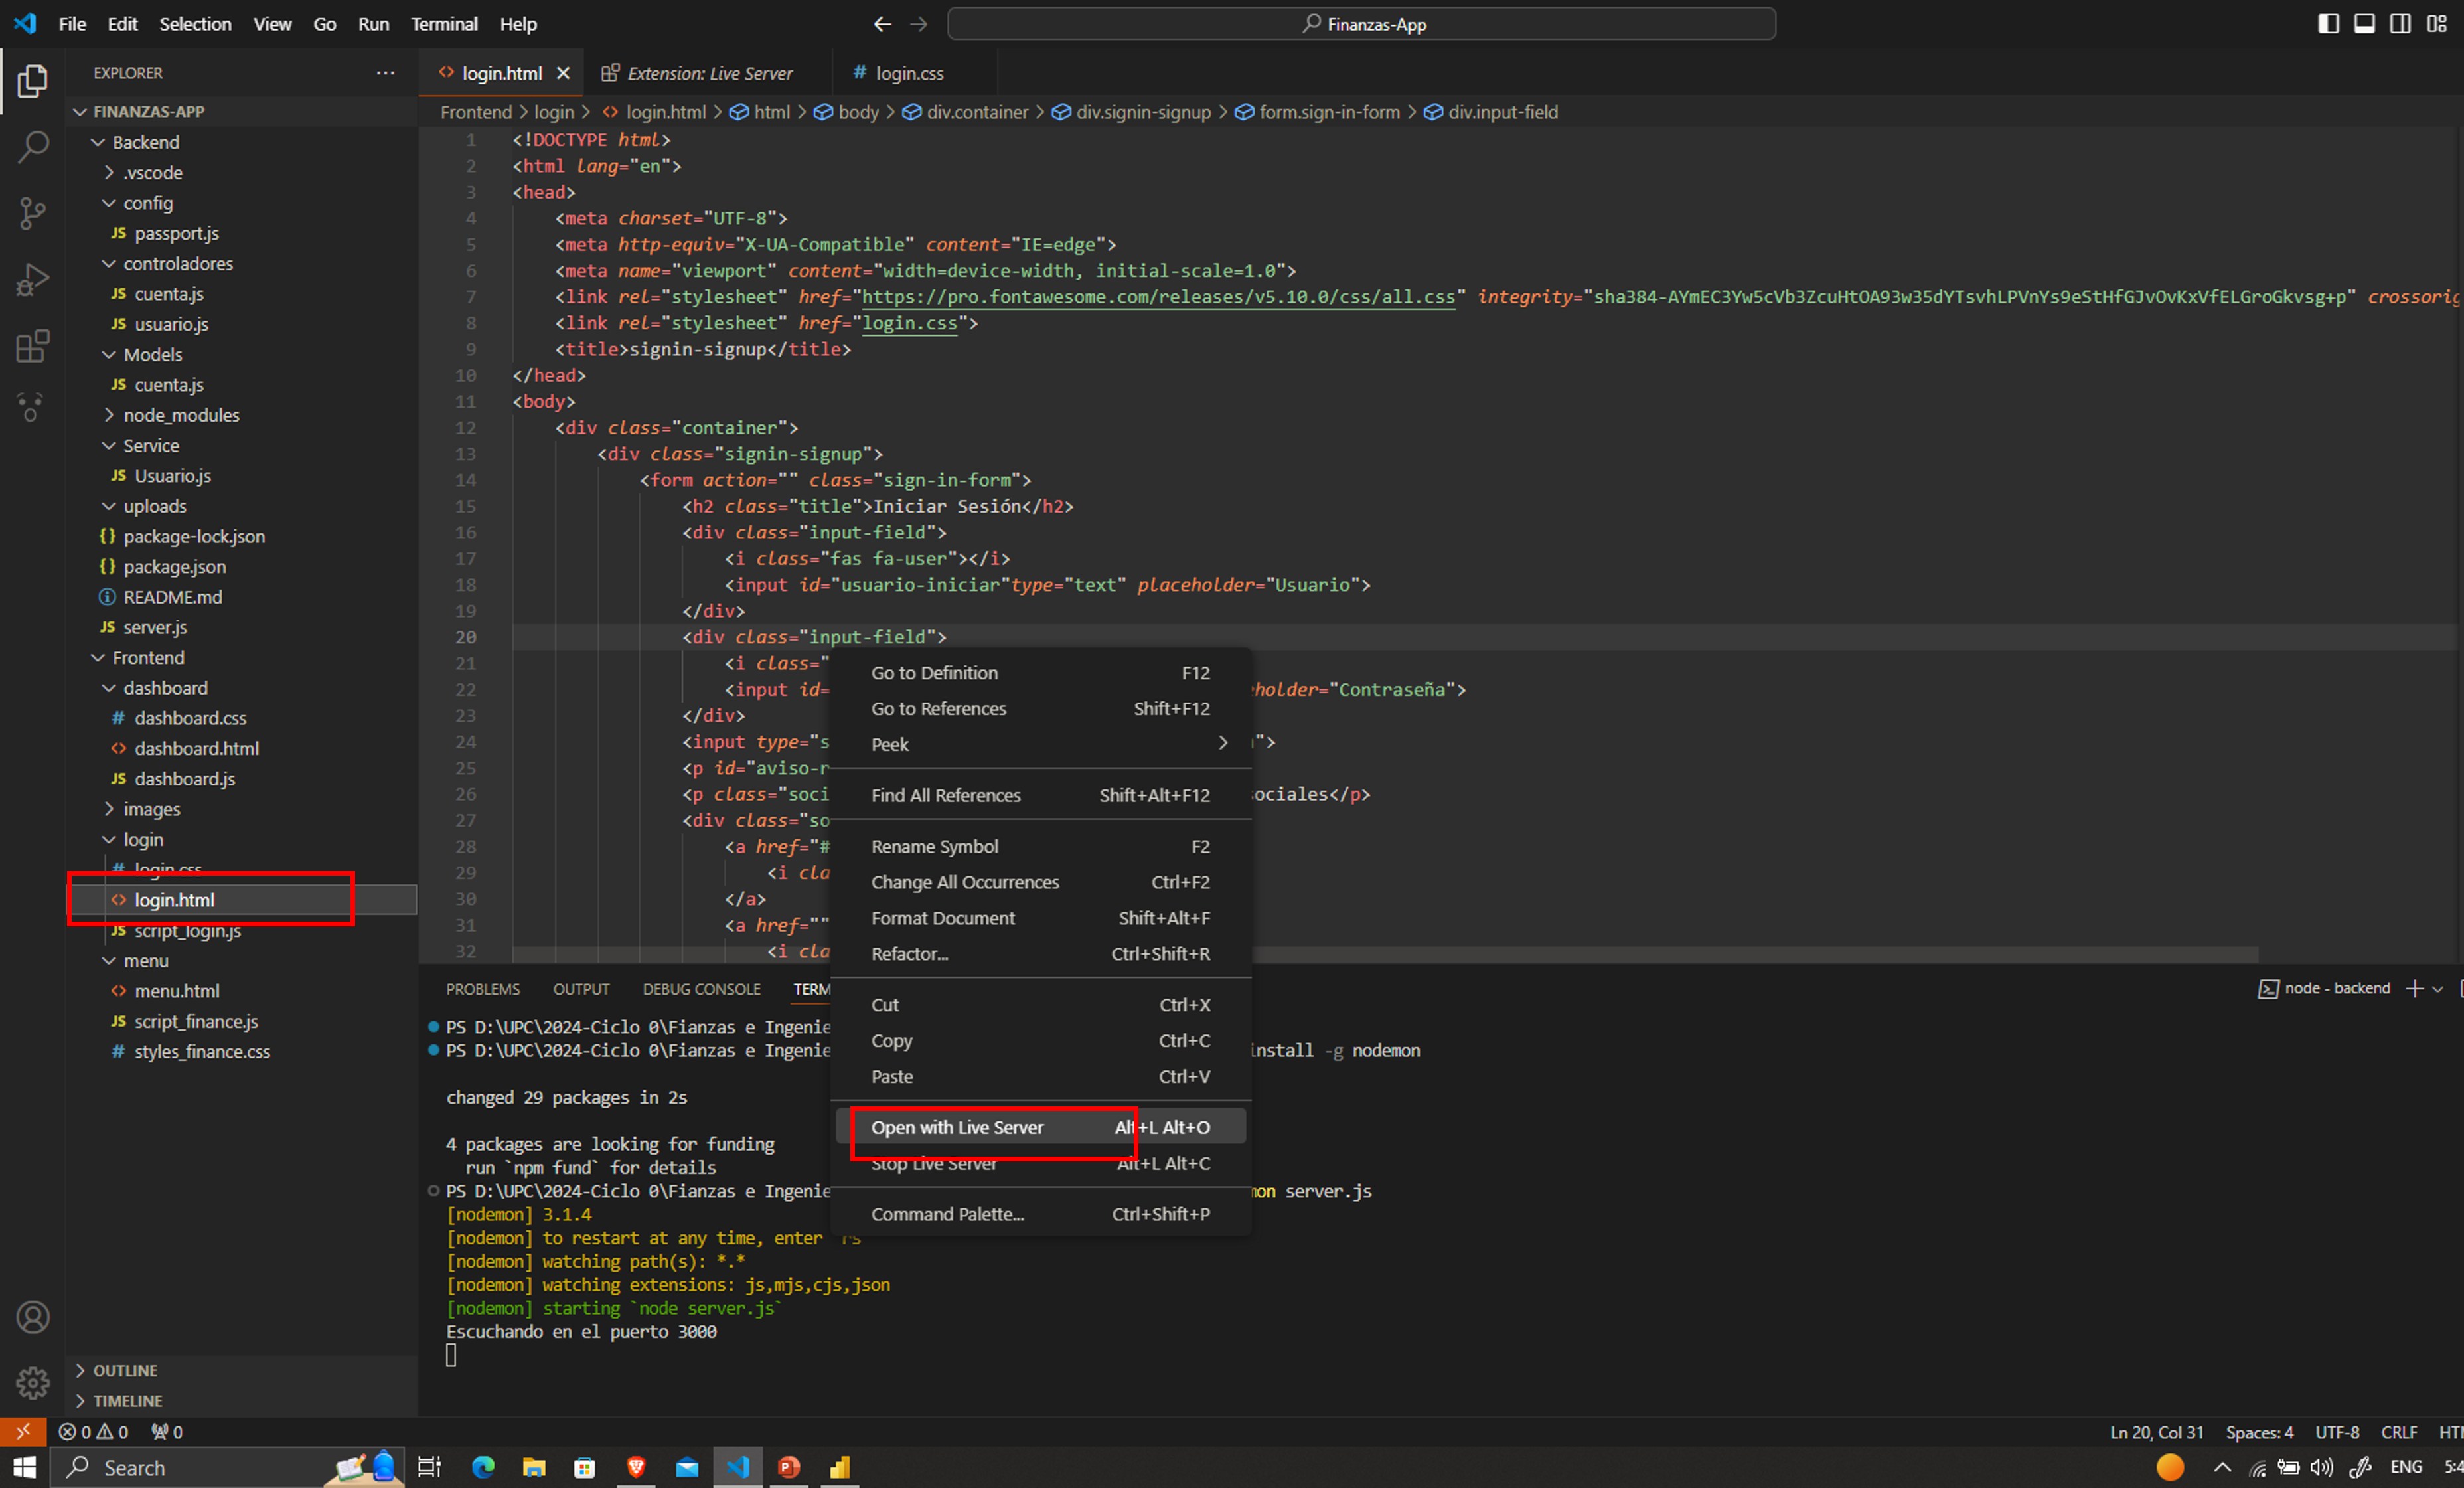 File Edit Selection View Go Run Terminal Help
Finanzas-App
EXPLORER
FINANZAS-APP
Backend
.vscode
config
JS passport.js
controladores
JS cuenta.js
JS usuario.js
Models
JS cuenta.js
node_modules
Service
JS Usuario.js
uploads
{} package-lock.json
{} package.json
README.md
JS server.js
Frontend
dashboard
# dashboard.css
<> dashboard.html
JS dashboard.js
images
login
# login.css
<> login.html
JS script_login.js
menu
<> menu.html
JS script_finance.js
# styles_finance.css
OUTLINE
TIMELINE
<> login.html
Extension: Live Server
# login.css
Frontend > login > <> login.html > html > body > div.container > div.signin-signup > form.sign-in-form > div.input-field
1 <!DOCTYPE html>
2 <html lang="en">
3 <head>
4 <meta charset="UTF-8">
5 <meta http-equiv="X-UA-Compatible" content="IE=edge">
6 <meta name="viewport" content="width=device-width, initial-scale=1.0">
7 <link rel="stylesheet" href="https://pro.fontawesome.com/releases/v5.10.0/css/all.css" integrity="sha384-AYmEC3Yw5cVb3ZcuHtOA93w35dYTsvhLPVnYs9eStHfGJvOvKxVfELGroGkvsg+p" crossorig
8 <link rel="stylesheet" href="login.css">
9 <title>signin-signup</title>
10 </head>
11 <body>
12 <div class="container">
13 <div class="signin-signup">
14 <form action="" class="sign-in-form">
15 <h2 class="title">Iniciar Sesión</h2>
16 <div class="input-field">
17 <i class="fas fa-user"></i>
18 <input id="usuario-iniciar"type="text" placeholder="Usuario">
19 </div>
20 <div class="input-field">
21 <i class="
22 <input id= holder="Contraseña">
23 </div>
24 <input type="s ">
25 <p id="aviso-r
26 <p class="soci ociales</p>
27 <div class="so
28 <a href="#
29 <i cla
30 </a>
31 <a href=""
32 <i cla
Go to Definition F12
Go to References Shift+F12
Peek
Find All References Shift+Alt+F12
Rename Symbol F2
Change All Occurrences Ctrl+F2
Format Document Shift+Alt+F
Refactor... Ctrl+Shift+R
Cut Ctrl+X
Copy Ctrl+C
Paste Ctrl+V
Open with Live Server Alt+L Alt+O
Stop Live Server Alt+L Alt+C
Command Palette... Ctrl+Shift+P
PROBLEMS OUTPUT DEBUG CONSOLE TERM
node - backend
PS D:\UPC\2024-Ciclo 0\Fianzas e Ingenie
PS D:\UPC\2024-Ciclo 0\Fianzas e Ingenie install -g nodemon
changed 29 packages in 2s
4 packages are looking for funding
run `npm fund` for details
PS D:\UPC\2024-Ciclo 0\Fianzas e Ingenie mon server.js
[nodemon] 3.1.4
[nodemon] to restart at any time, enter `rs`
[nodemon] watching path(s): *.*
[nodemon] watching extensions: js,mjs,cjs,json
[nodemon] starting `node server.js`
Escuchando en el puerto 3000
0 0 0
Ln 20, Col 31 Spaces: 4 UTF-8 CRLF HT
Search
ENG 5:4